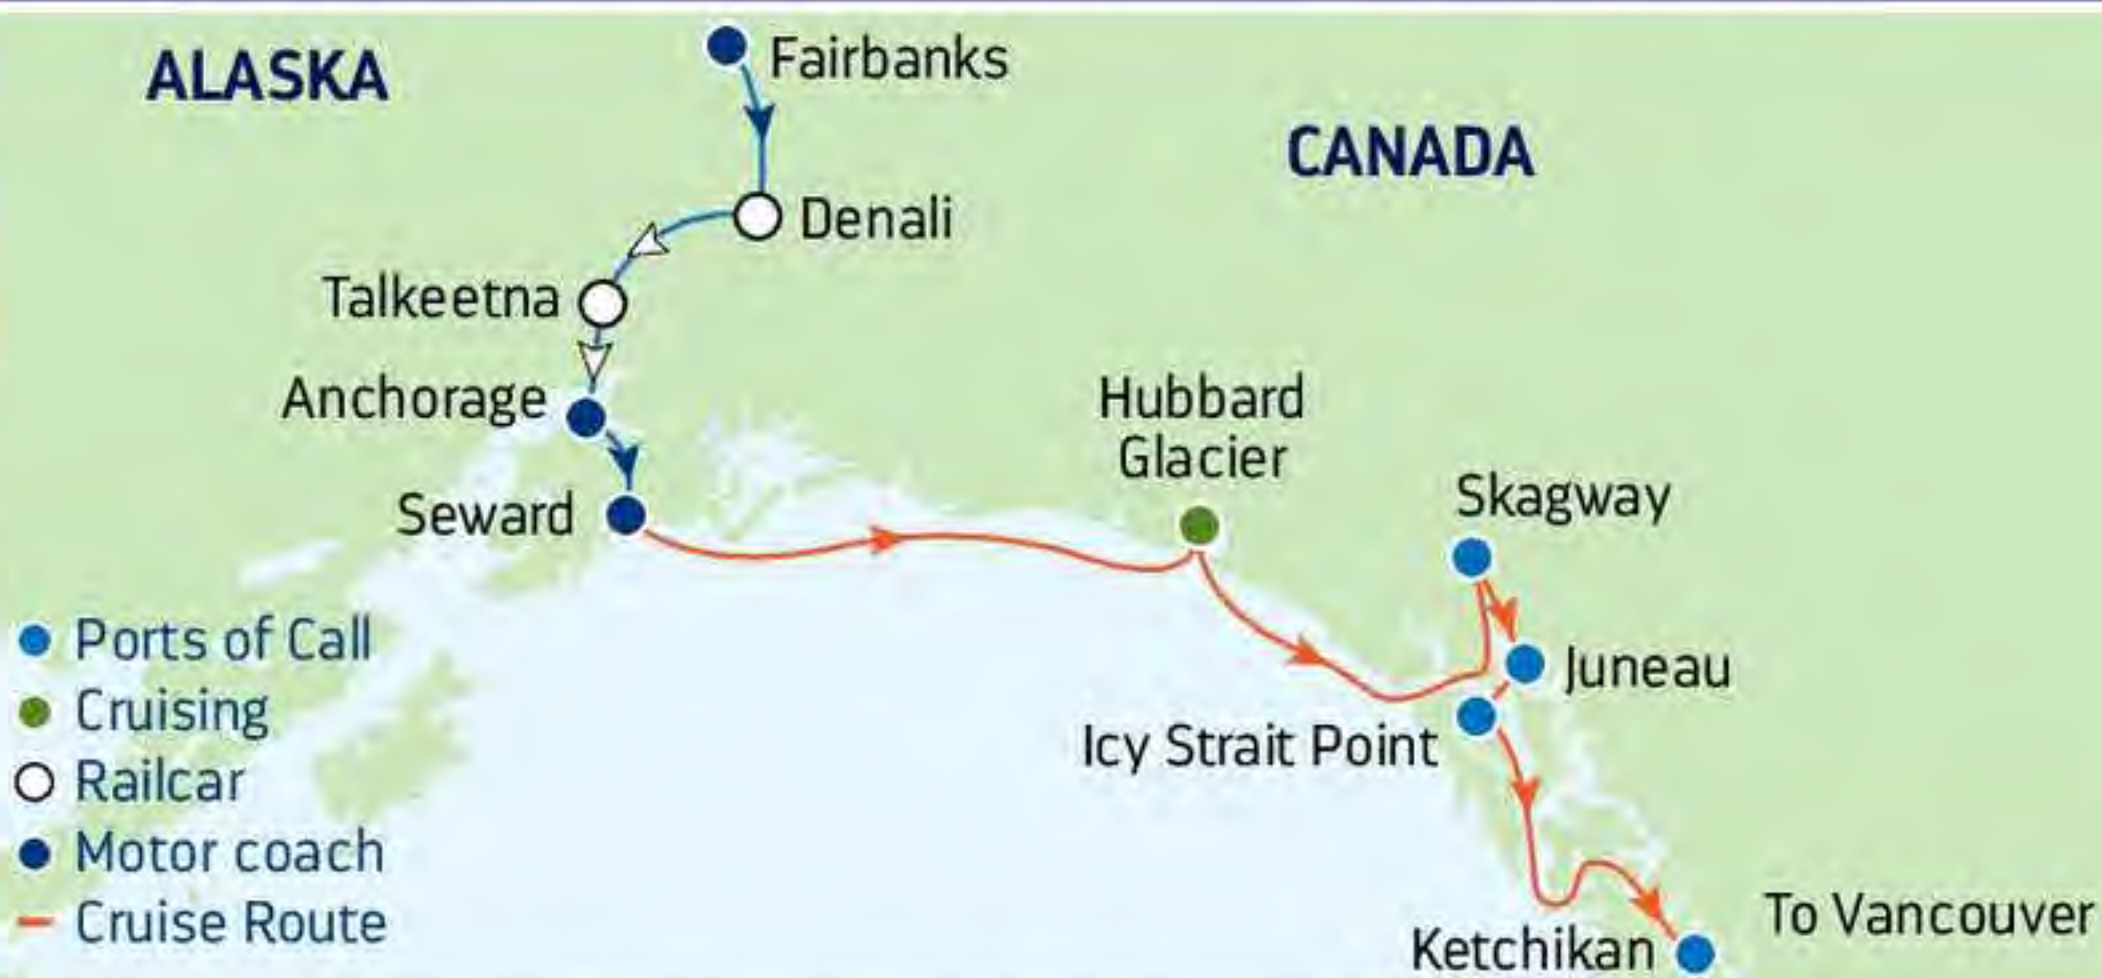 ALASKA
Fairbanks
CANADA
Denali
Talkeetna
Anchorage
Hubbard
Glacier
Seward
Skagway
Ports of Call
Juneau
Cruising
Icy Strait Point
Railcar
Motor coach
Cruise Route
To Vancouver
Ketchikan